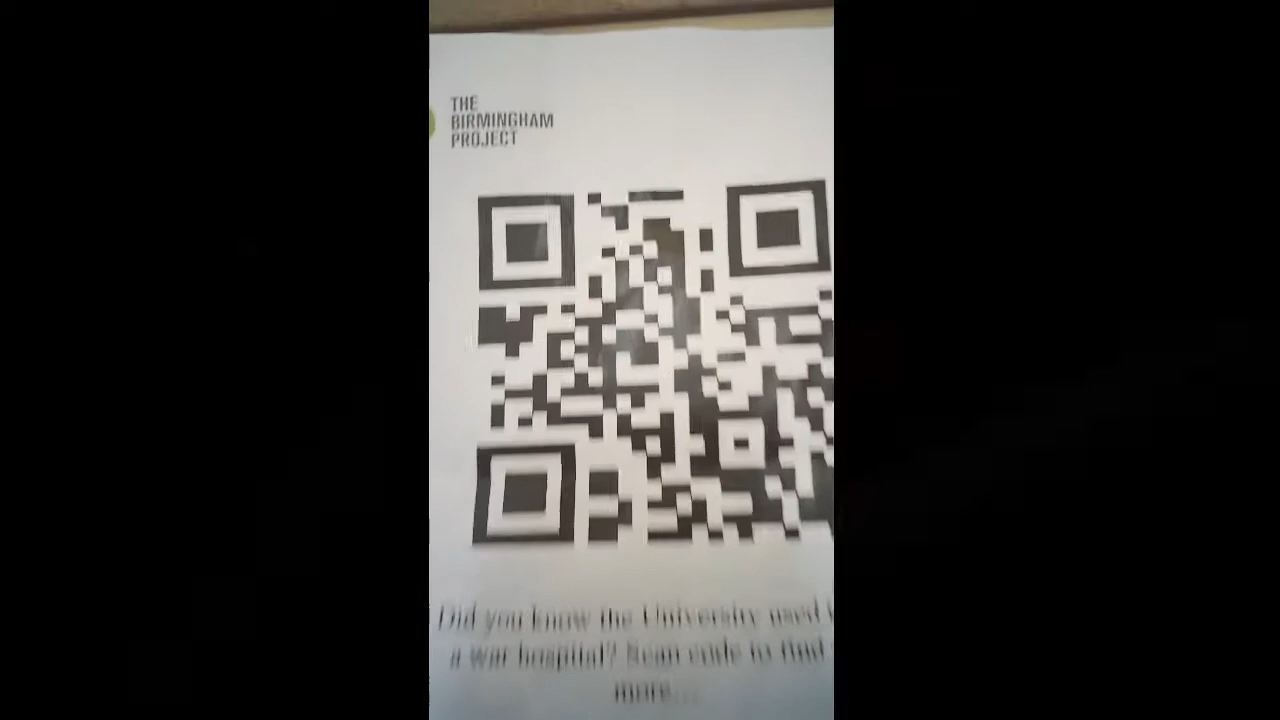 THE
BIRMINGHAM
PROJECT
Did you know the University used
a war hospital? Scan code to find
more...